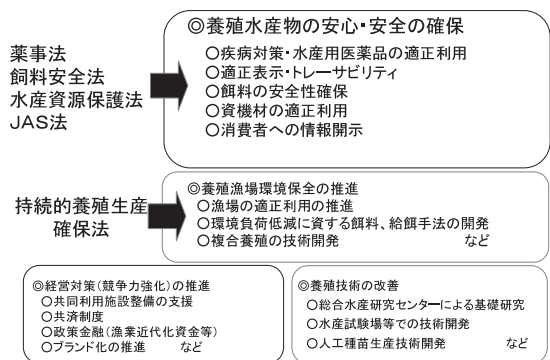 薬事法
飼料安全法
水産資源保護法
JAS法
◎養殖水産物の安心・安全の確保
○疾病対策・水産用医薬品の適正利用
○適正表示・トレーサビリティ
○餌料の安全性確保
○資機材の適正利用
○消費者への情報開示
持続的養殖生産
確保法
◎養殖漁場環境保全の推進
○漁場の適正利用の推進
○環境負荷低減に資する餌料、給餌手法の開発
○複合養殖の技術開発 など
◎経営対策(競争力強化)の推進
○共同利用施設整備の支援
○共済制度
○政策金融(漁業近代化資金等)
○ブランド化の推進 など
◎養殖技術の改善
○総合水産研究センターによる基礎研究
○水産試験場等での技術開発
○人工種苗生産技術開発 など